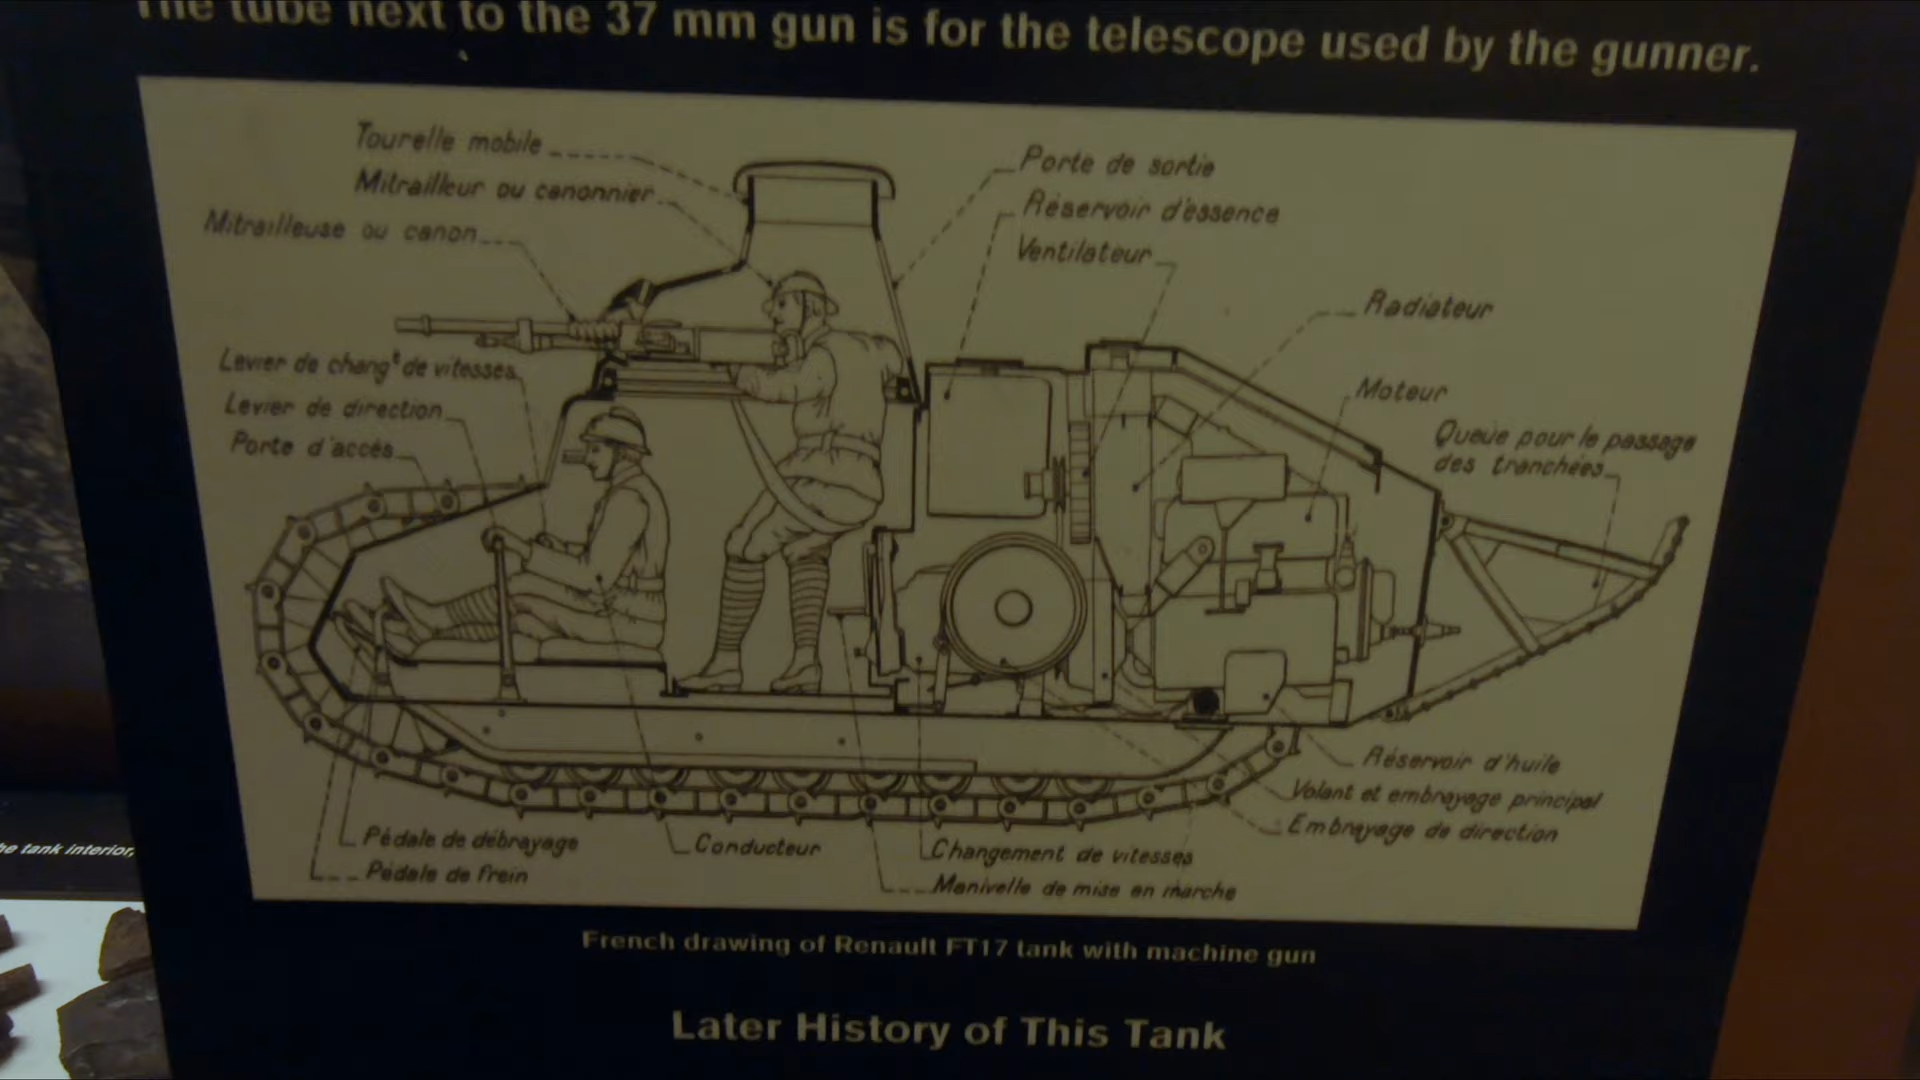 The tube next to the 37 mm gun is for the telescope used by the gunner.
Tourelle mobile
Mitrailleur ou canonnier
Mitrailleuse ou canon
Levier de changt de vitesses
Levier de direction
Porte d'accès
Porte de sortie
Réservoir d'essence
Ventilateur
Radiateur
Moteur
Queue pour le passage
des tranchées
Réservoir d'huile
Volant et embrayage principal
Embrayage de direction
Pédale de débrayage
Pédale de frein
Conducteur
Changement de vitesses
Manivelle de mise en marche
French drawing of Renault FT17 tank with machine gun
Later History of This Tank
he tank interior,